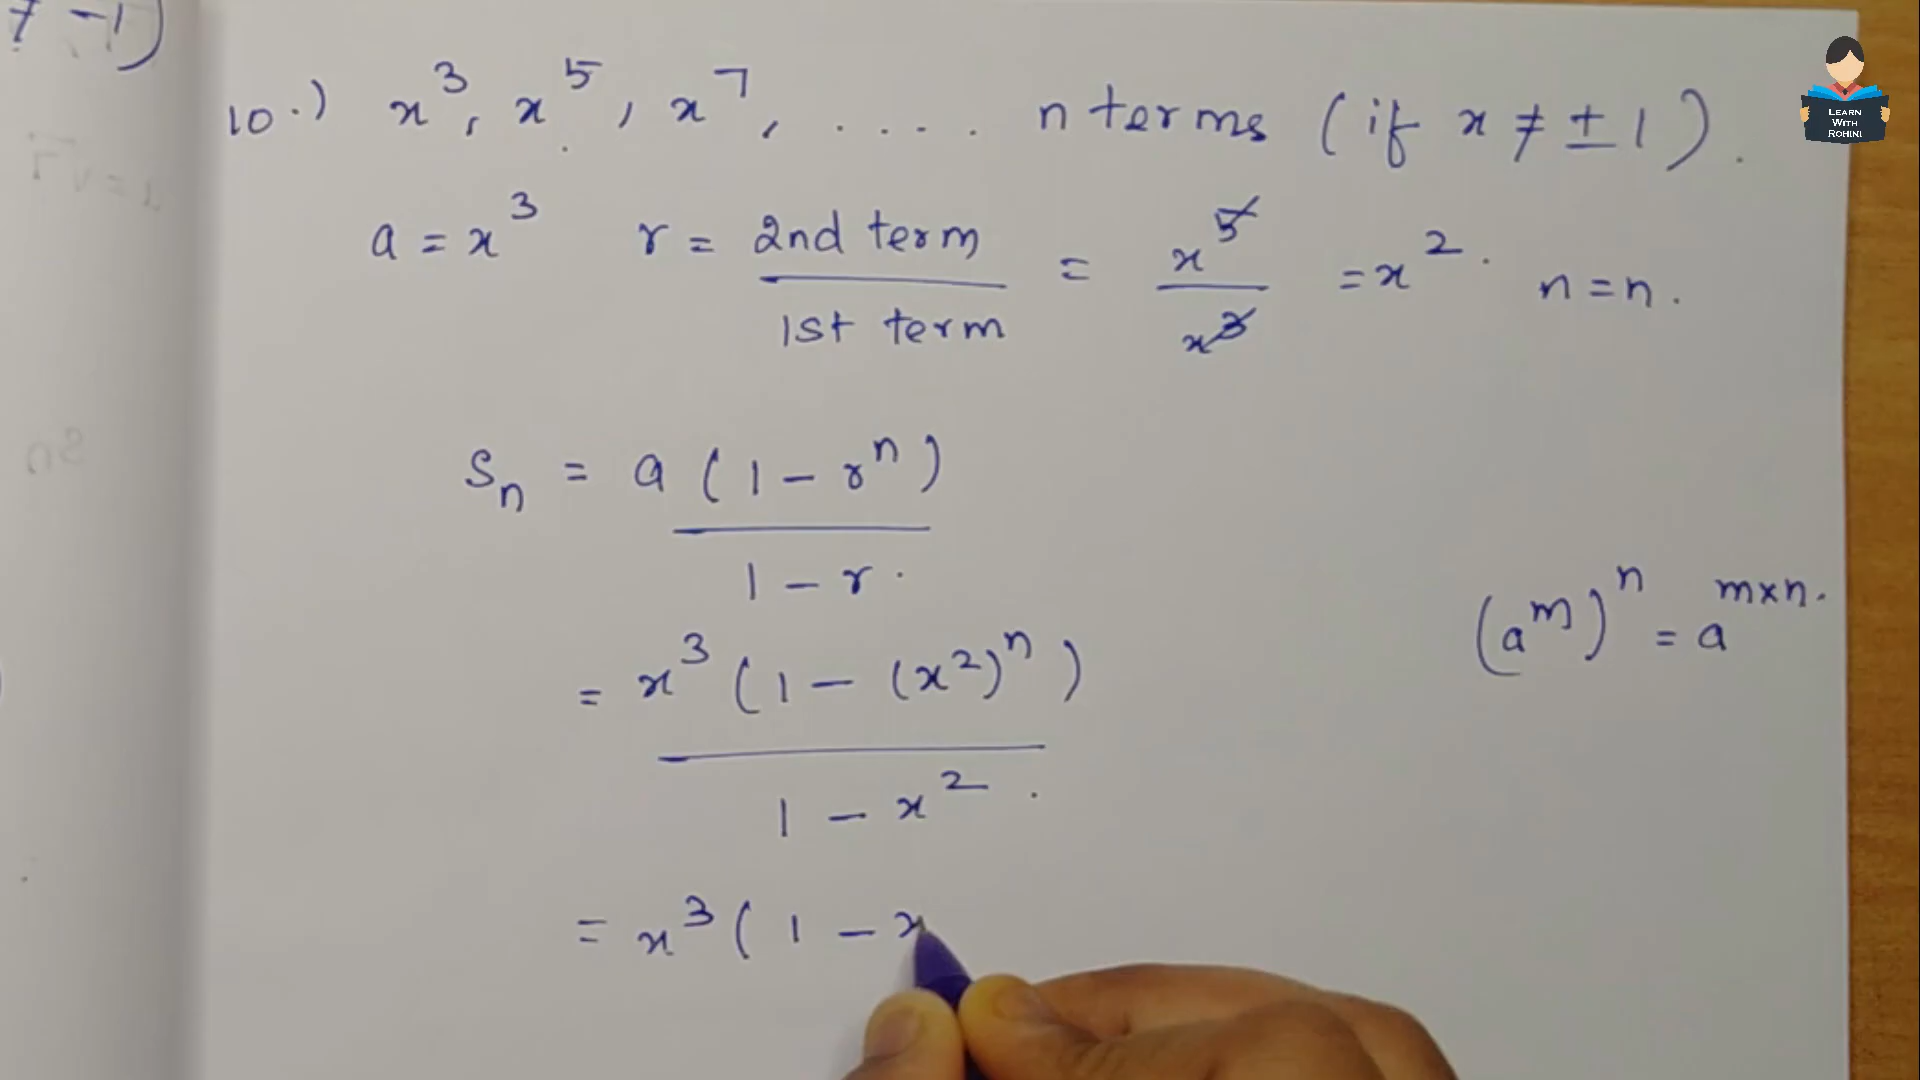 ≠ -1)
10.) x³, x⁵, x⁷, .... n terms (if x ≠ ± 1).
a = x³ r = 2nd term / 1st term = x⁵ / x³ = x². n = n.
Sₙ = a (1 - rⁿ)
1 - r.
= x³ (1 - (x²)ⁿ)
1 - x².
(aᵐ)ⁿ = aᵐˣⁿ.
= x³ (1 - x
LEARN
WITH
ROHINI